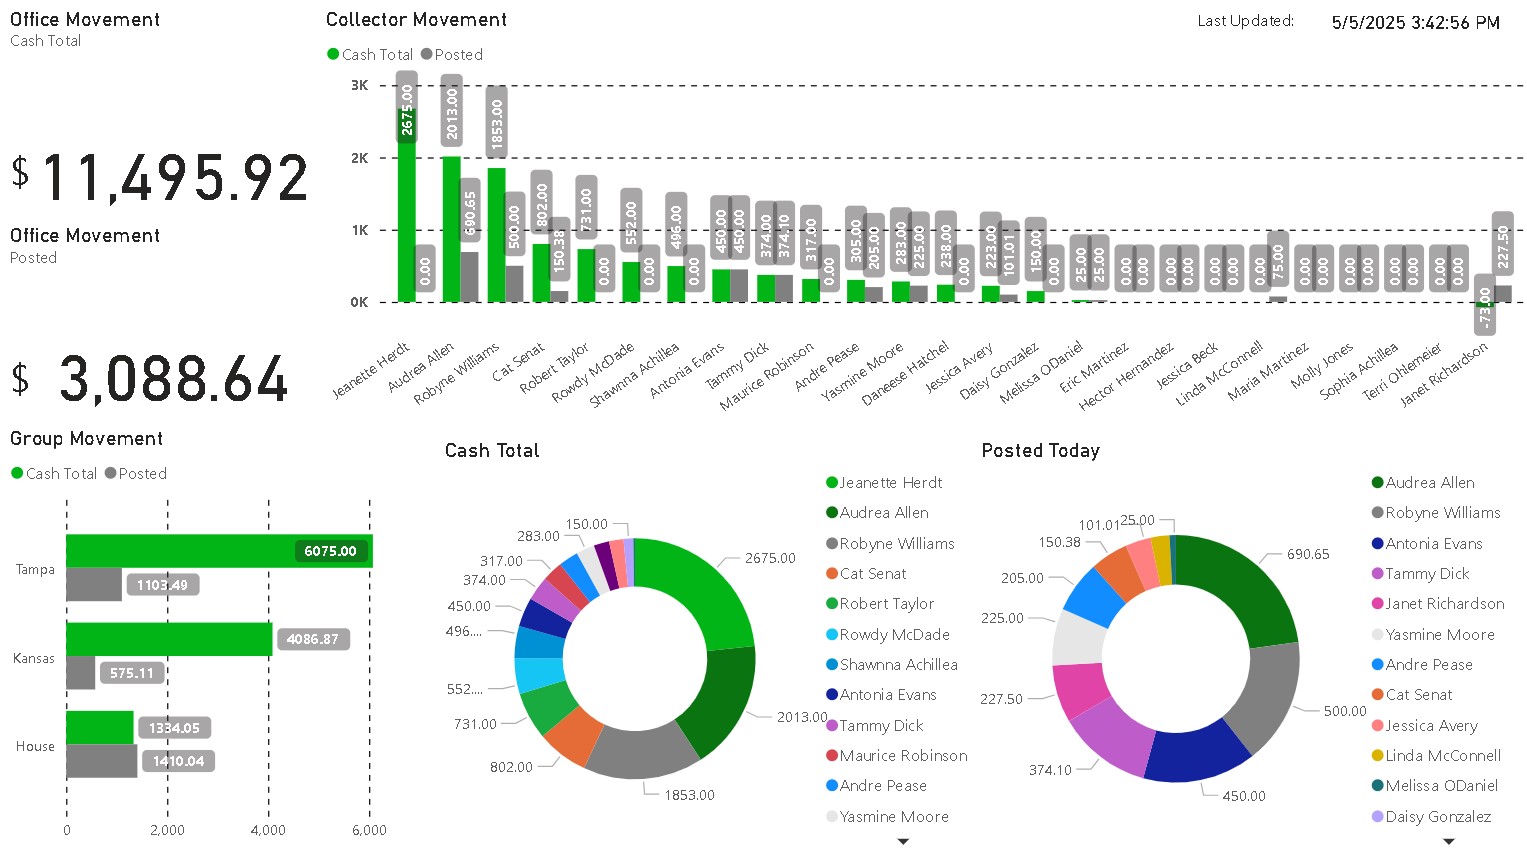 Office Movement
Cash Total
$ 11,495.92
Office Movement
Posted
$ 3,088.64
Collector Movement
Last Updated: 5/5/2025 3:42:56 PM
Cash Total Posted
3K
2K
1K
0K
2675.00 0.00 2013.00 690.65 1853.00 500.00 802.00 150.38 731.00 0.00 552.00 0.00 496.00 0.00 450.00 450.00 374.00 374.10 317.00 0.00 305.00 205.00 283.00 225.00 238.00 0.00 223.00 101.01 150.00 0.00 25.00 25.00 0.00 0.00 0.00 0.00 0.00 0.00 0.00 75.00 0.00 0.00 0.00 0.00 0.00 0.00 0.00 0.00 -73.00 227.50
Jeanette Herdt
Audrea Allen
Robyne Williams
Cat Senat
Robert Taylor
Rowdy McDade
Shawnna Achillea
Antonia Evans
Tammy Dick
Maurice Robinson
Andre Pease
Yasmine Moore
Daneese Hatchel
Jessica Avery
Daisy Gonzalez
Melissa ODaniel
Eric Martinez
Hector Hernandez
Jessica Beck
Linda McConnell
Maria Martinez
Molly Jones
Sophia Achillea
Terri Ohlemeier
Janet Richardson
Group Movement
Cash Total Posted
Tampa
6075.00
1103.49
Kansas
4086.87
575.11
House
1334.05
1410.04
0 2,000 4,000 6,000
Cash Total
2675.00
2013.00
1853.00
802.00
731.00
552....
496....
450.00
374.00
317.00
283.00
150.00
Jeanette Herdt
Audrea Allen
Robyne Williams
Cat Senat
Robert Taylor
Rowdy McDade
Shawnna Achillea
Antonia Evans
Tammy Dick
Maurice Robinson
Andre Pease
Yasmine Moore
Posted Today
690.65
500.00
450.00
374.10
227.50
225.00
205.00
150.38
101.01
25.00
Audrea Allen
Robyne Williams
Antonia Evans
Tammy Dick
Janet Richardson
Yasmine Moore
Andre Pease
Cat Senat
Jessica Avery
Linda McConnell
Melissa ODaniel
Daisy Gonzalez